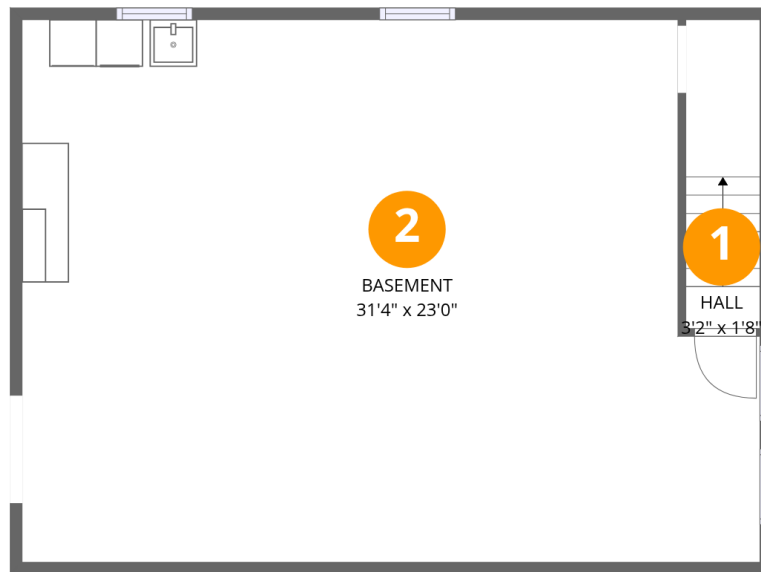 2
BASEMENT
31'4" x 23'0"
1
HALL
3'2" x 1'8"